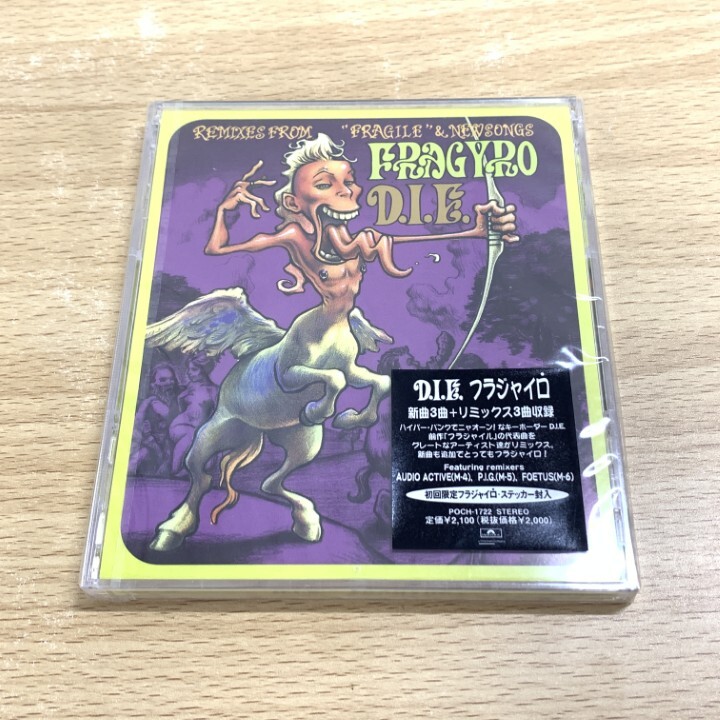 REMIXES FROM "FRAGILE" & NEWSONGS
FRAGYRO
D.I.E.
D.I.E. フラジャイロ
新曲3曲+リミックス3曲収録
ハイパー・パンクでニャオーン!なキーボーダーD.I.E.
前作「フラジャイル」の代表曲を
グレートなアーティスト達がリミックス。
新曲も追加でとってもフラジャイロ!
Featuring remixers
AUDIO ACTIVE(M-4)、P.I.G.(M-5)、FOETUS(M-6)
初回限定フラジャイロ・ステッカー封入
POCH-1722 STEREO
定価¥2,100(税抜価格¥2,000)